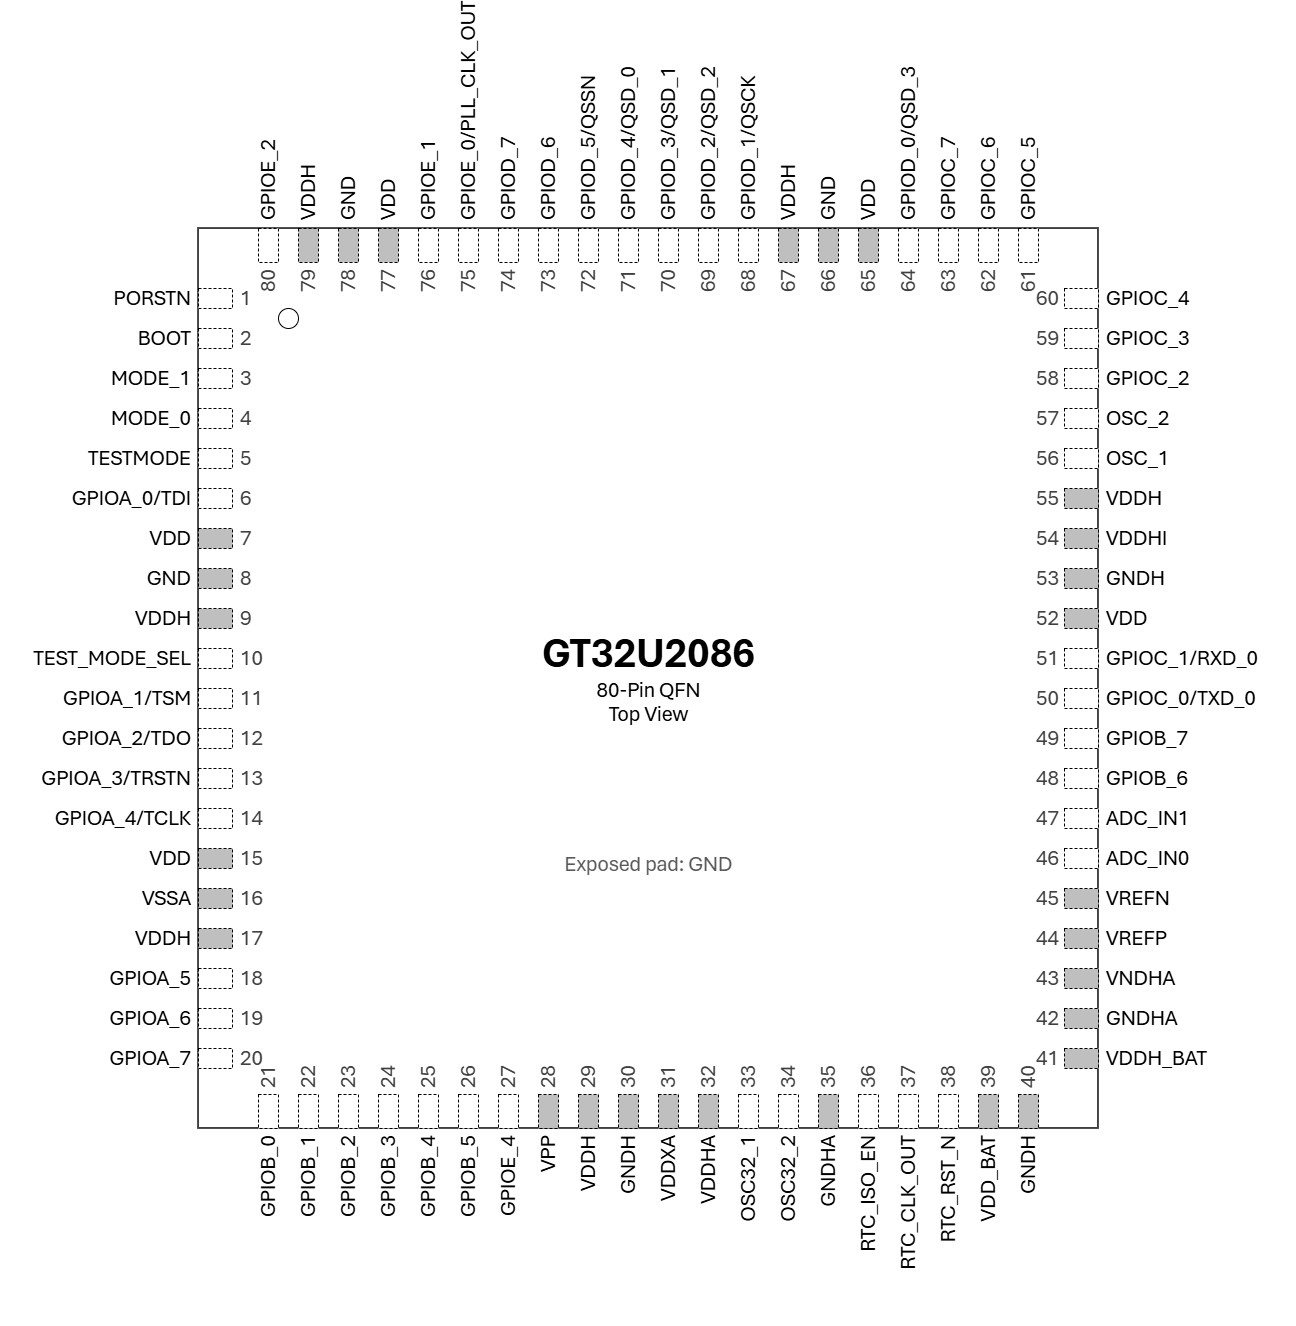 GPIOE_2
VDDH
GND
VDD
GPIOE_1
GPIOE_0/PLL_CLK_OUT
GPIOD_7
GPIOD_6
GPIOD_5/QSSN
GPIOD_4/QSD_0
GPIOD_3/QSD_1
GPIOD_2/QSD_2
GPIOD_1/QSCK
VDDH
GND
VDD
GPIOD_0/QSD_3
GPIOC_7
GPIOC_6
GPIOC_5
80
79
78
77
76
75
74
73
72
71
70
69
68
67
66
65
64
63
62
61
PORSTN 1
BOOT 2
MODE_1 3
MODE_0 4
TESTMODE 5
GPIOA_0/TDI 6
VDD 7
GND 8
VDDH 9
TEST_MODE_SEL 10
GPIOA_1/TSM 11
GPIOA_2/TDO 12
GPIOA_3/TRSTN 13
GPIOA_4/TCLK 14
VDD 15
VSSA 16
VDDH 17
GPIOA_5 18
GPIOA_6 19
GPIOA_7 20
GT32U2086
80-Pin QFN
Top View
Exposed pad: GND
60 GPIOC_4
59 GPIOC_3
58 GPIOC_2
57 OSC_2
56 OSC_1
55 VDDH
54 VDDHI
53 GNDH
52 VDD
51 GPIOC_1/RXD_0
50 GPIOC_0/TXD_0
49 GPIOB_7
48 GPIOB_6
47 ADC_IN1
46 ADC_IN0
45 VREFN
44 VREFP
43 VNDHA
42 GNDHA
41 VDDH_BAT
21
22
23
24
25
26
27
28
29
30
31
32
33
34
35
36
37
38
39
40
GPIOB_0
GPIOB_1
GPIOB_2
GPIOB_3
GPIOB_4
GPIOB_5
GPIOE_4
VPP
VDDH
GNDH
VDDXA
VDDHA
OSC32_1
OSC32_2
GNDHA
RTC_ISO_EN
RTC_CLK_OUT
RTC_RST_N
VDD_BAT
GNDH